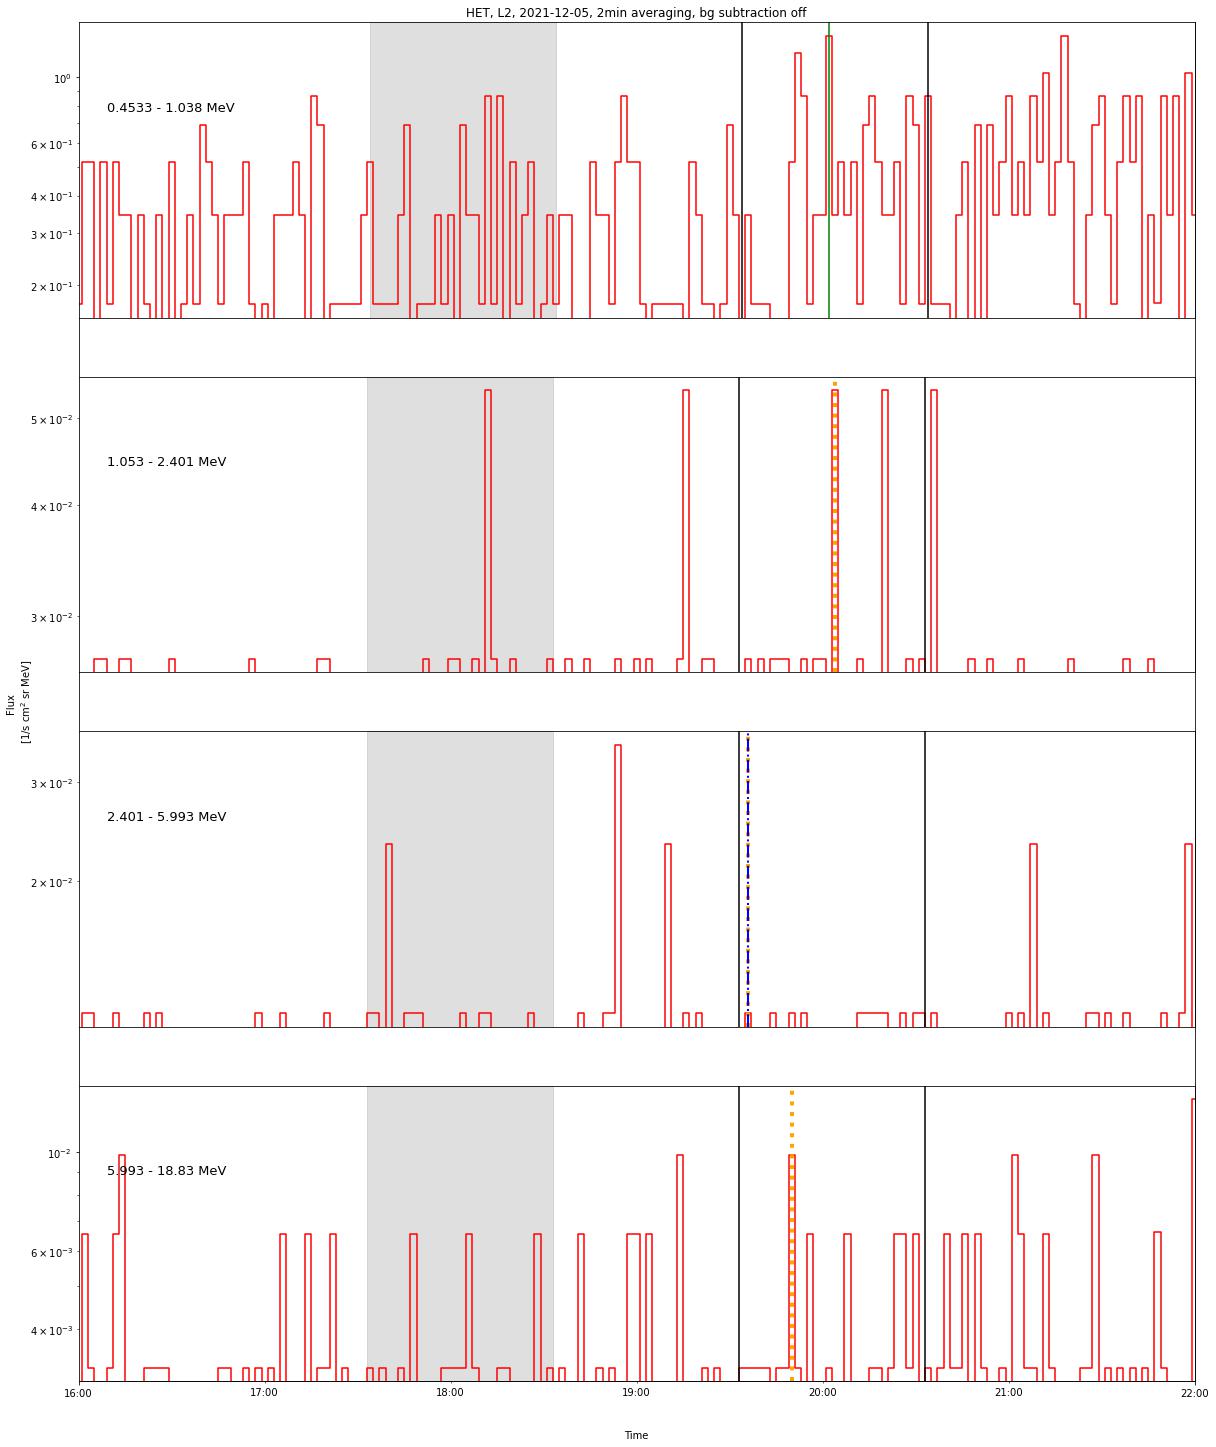 HET, L2, 2021-12-05, 2min averaging, bg subtraction off
10⁰
0.4533 - 1.038 MeV
6 × 10⁻¹
4 × 10⁻¹
3 × 10⁻¹
2 × 10⁻¹
5 × 10⁻²
1.053 - 2.401 MeV
4 × 10⁻²
3 × 10⁻²
Flux
[1/s cm² sr MeV]
3 × 10⁻²
2.401 - 5.993 MeV
2 × 10⁻²
10⁻²
5.993 - 18.83 MeV
6 × 10⁻³
4 × 10⁻³
16:00 17:00 18:00 19:00 20:00 21:00 22:00
Time